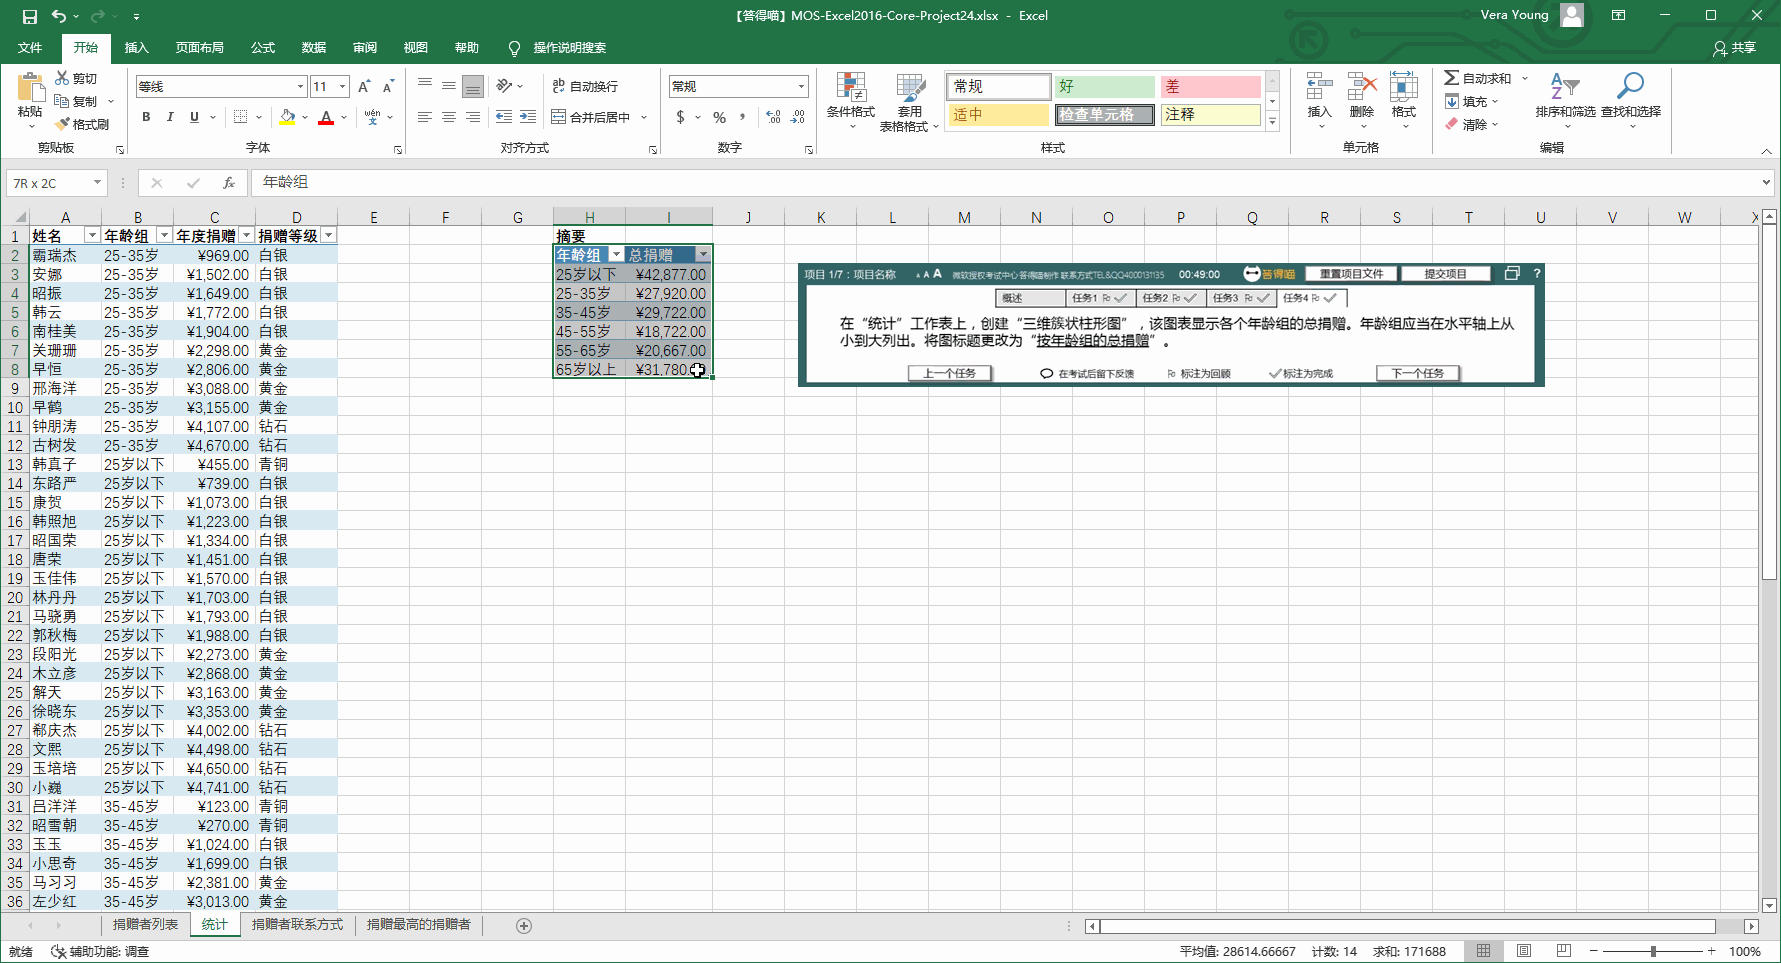 【答得喵】MOS-Excel2016-Core-Project24.xlsx - Excel
Vera Young
文件 开始 插入 页面布局 公式 数据 审阅 视图 帮助 操作说明搜索 共享
剪切
复制
格式刷
粘贴
剪贴板
等线 11
B I U A wén 文
字体
自动换行
合并后居中
对齐方式
常规
$ % ,
数字
条件格式
套用
表格格式
常规 好 差
适中 检查单元格 注释
样式
插入 删除 格式
单元格
自动求和
填充
清除
排序和筛选 查找和选择
编辑
7R x 2C fx 年龄组
A B C D E F G H I J K L M N O P Q R S T U V W X
1 姓名 年龄组 年度捐赠 捐赠等级 摘要
2 霸瑞杰 25-35岁 ¥969.00 白银 年龄组 总捐赠
3 安娜 25-35岁 ¥1,502.00 白银 25岁以下 ¥42,877.00
4 昭振 25-35岁 ¥1,649.00 白银 25-35岁 ¥27,920.00
5 韩云 25-35岁 ¥1,772.00 白银 35-45岁 ¥29,722.00
6 南桂美 25-35岁 ¥1,904.00 白银 45-55岁 ¥18,722.00
7 关珊珊 25-35岁 ¥2,298.00 黄金 55-65岁 ¥20,667.00
8 早恒 25-35岁 ¥2,806.00 黄金 65岁以上 ¥31,780.
9 邢海洋 25-35岁 ¥3,088.00 黄金
10 早鹤 25-35岁 ¥3,155.00 黄金
11 钟朋涛 25-35岁 ¥4,107.00 钻石
12 古树发 25-35岁 ¥4,670.00 钻石
13 韩真子 25岁以下 ¥455.00 青铜
14 东路严 25岁以下 ¥739.00 白银
15 康贺 25岁以下 ¥1,073.00 白银
16 韩照旭 25岁以下 ¥1,223.00 白银
17 昭国荣 25岁以下 ¥1,334.00 白银
18 唐荣 25岁以下 ¥1,451.00 白银
19 玉佳伟 25岁以下 ¥1,570.00 白银
20 林丹丹 25岁以下 ¥1,703.00 白银
21 马骁勇 25岁以下 ¥1,793.00 白银
22 郭秋梅 25岁以下 ¥1,988.00 白银
23 段阳光 25岁以下 ¥2,273.00 黄金
24 木立彦 25岁以下 ¥2,868.00 黄金
25 解天 25岁以下 ¥3,163.00 黄金
26 徐晓东 25岁以下 ¥3,353.00 黄金
27 郗庆杰 25岁以下 ¥4,002.00 钻石
28 文熙 25岁以下 ¥4,498.00 钻石
29 玉培培 25岁以下 ¥4,650.00 钻石
30 小巍 25岁以下 ¥4,741.00 钻石
31 吕洋洋 35-45岁 ¥123.00 青铜
32 昭雪朝 35-45岁 ¥270.00 青铜
33 玉玉 35-45岁 ¥1,024.00 白银
34 小思奇 35-45岁 ¥1,699.00 白银
35 马习习 35-45岁 ¥2,381.00 黄金
36 左少红 35-45岁 ¥3,013.00 黄金
项目 1/7：项目名称 A A A 微软授权考试中心答得喵制作 联系方式TEL&QQ4000131135 00:49:00 答得喵 重置项目文件 提交项目 ?
概述 任务1 任务2 任务3 任务4
在“统计”工作表上，创建“三维簇状柱形图”，该图表显示各个年龄组的总捐赠。年龄组应当在水平轴上从
小到大列出。将图标题更改为“按年龄组的总捐赠”。
上一个任务 在考试后留下反馈 标注为回顾 标注为完成 下一个任务
捐赠者列表 统计 捐赠者联系方式 捐赠最高的捐赠者
就绪 辅助功能: 调查 平均值: 28614.66667 计数: 14 求和: 171688 100%